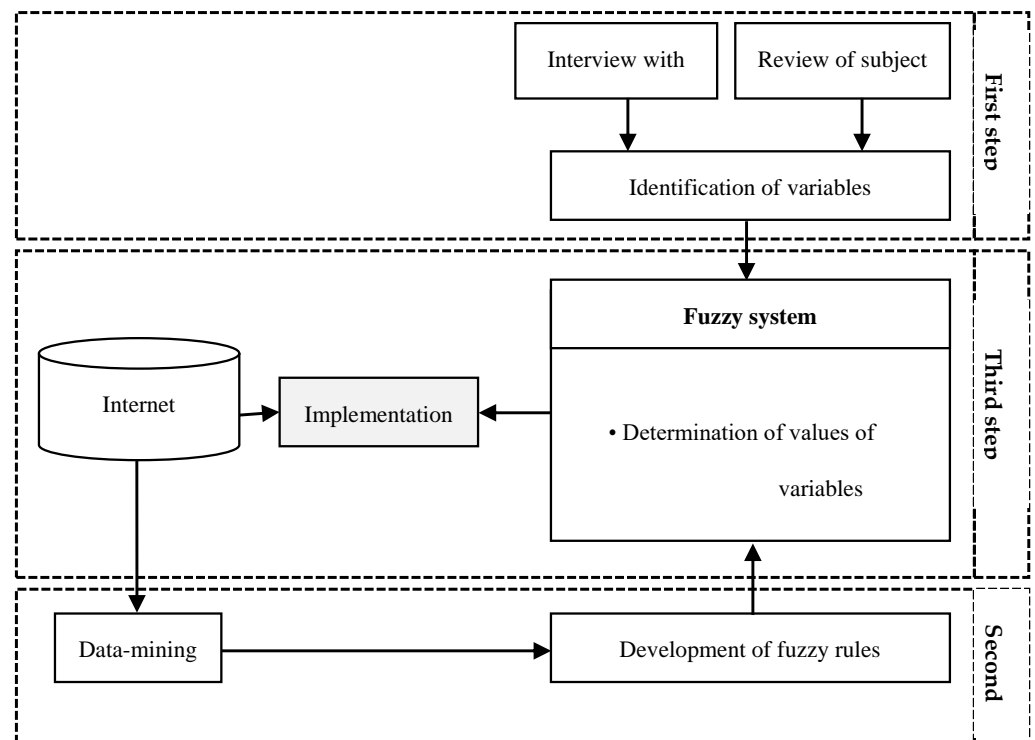 Interview with
Review of subject
First step
Identification of variables
Fuzzy system
Third step
Internet
Implementation
• Determination of values of
variables
Data-mining
Development of fuzzy rules
Second